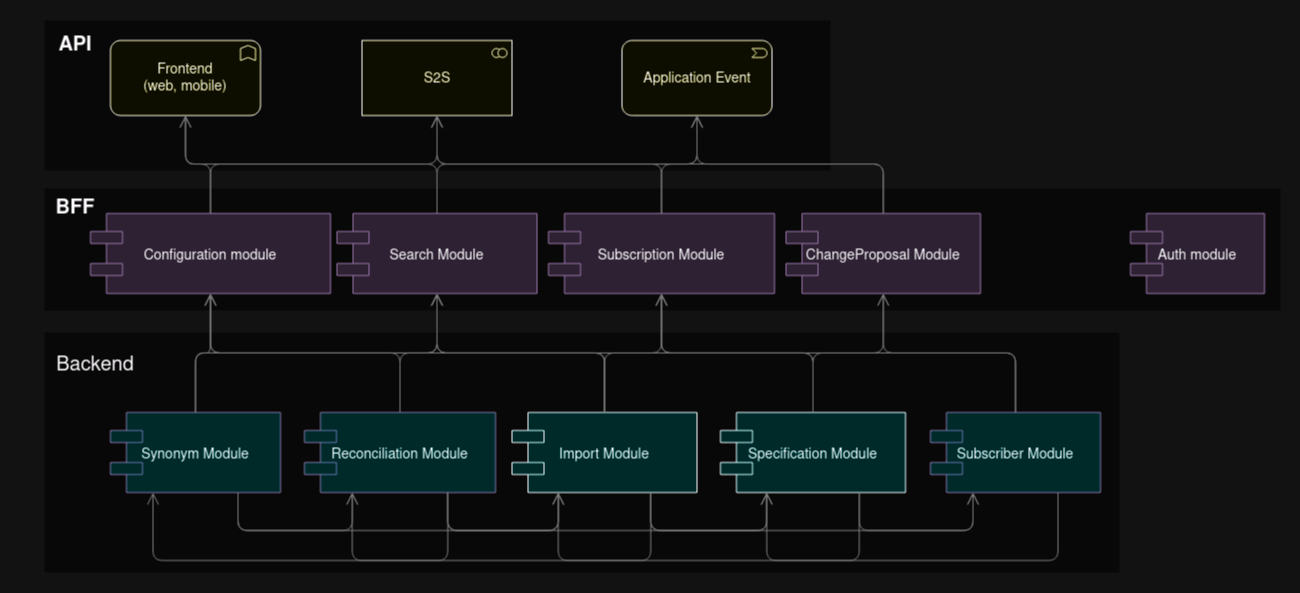 API
Frontend
(web, mobile)
S2S
Application Event
BFF
Configuration module
Search Module
Subscription Module
ChangeProposal Module
Auth module
Backend
Synonym Module
Reconciliation Module
Import Module
Specification Module
Subscriber Module